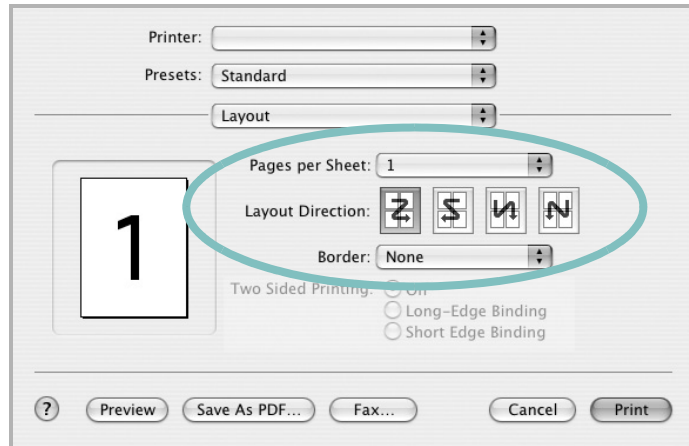 Printer:
Presets: Standard
Layout
Pages per Sheet: 1
Layout Direction:
Border: None
1
Two Sided Printing: Off
Long-Edge Binding
Short Edge Binding
? Preview Save As PDF... Fax... Cancel Print